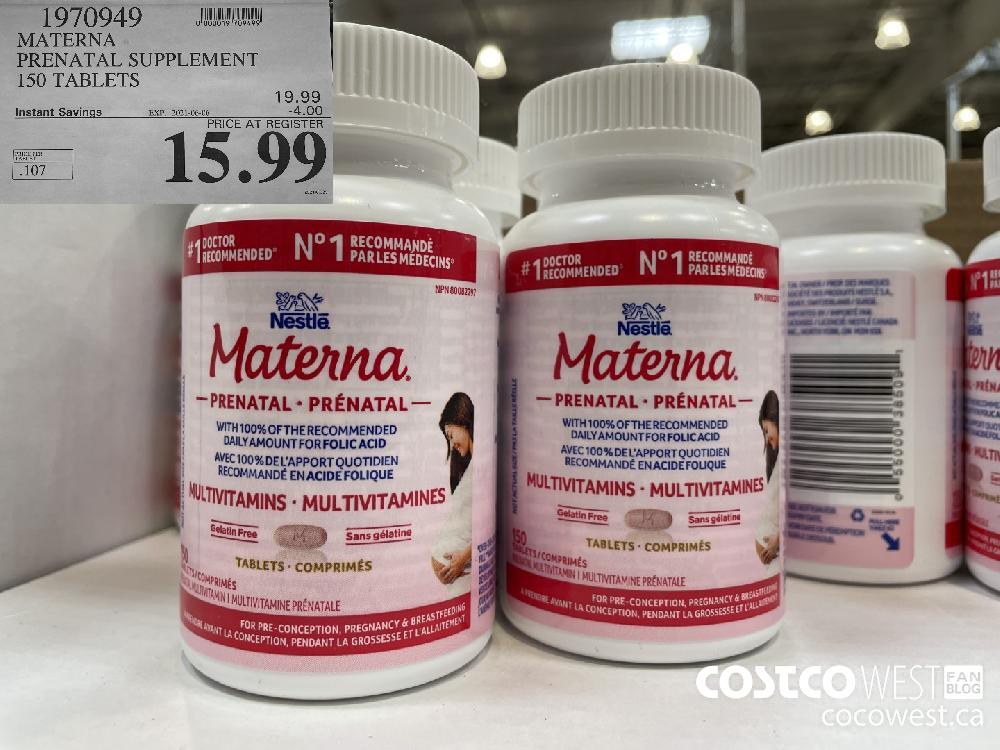 1970949
MATERNA
PRENATAL SUPPLEMENT
150 TABLETS
19.99
Instant Savings
-4.00
PRICE AT REGISTER
15.99
.107
#1 DOCTOR RECOMMENDED
Nº1 RECOMMANDÉ PAR LES MÉDECINS
Nestlé
Materna
PRENATAL • PRÉNATAL
WITH 100% OF THE RECOMMENDED
DAILY AMOUNT FOR FOLIC ACID
AVEC 100% DE L'APPORT QUOTIDIEN
RECOMMANDÉ EN ACIDE FOLIQUE
MULTIVITAMINS • MULTIVITAMINES
Gelatin Free
Sans gélatine
TABLETS • COMPRIMÉS
MULTIVITAMIN | MULTIVITAMINE PRÉNATALE
FOR PRE-CONCEPTION, PREGNANCY & BREASTFEEDING
AVANT LA CONCEPTION, PENDANT LA GROSSESSE ET L'ALLAITEMENT
#1 DOCTOR RECOMMENDED
Nº1 RECOMMANDÉ PAR LES MÉDECINS
Nestlé
Materna
PRENATAL • PRÉNATAL
WITH 100% OF THE RECOMMENDED
DAILY AMOUNT FOR FOLIC ACID
AVEC 100% DE L'APPORT QUOTIDIEN
RECOMMANDÉ EN ACIDE FOLIQUE
MULTIVITAMINS • MULTIVITAMINES
Gelatin Free
Sans gélatine
TABLETS • COMPRIMÉS
150
TABLETS/COMPRIMÉS
MULTIVITAMIN | MULTIVITAMINE PRÉNATALE
FOR PRE-CONCEPTION, PREGNANCY & BREASTFEEDING
À PRENDRE AVANT LA CONCEPTION, PENDANT LA GROSSESSE ET L'ALLAITEMENT
COSTCO WEST FAN BLOG
cocowest.ca